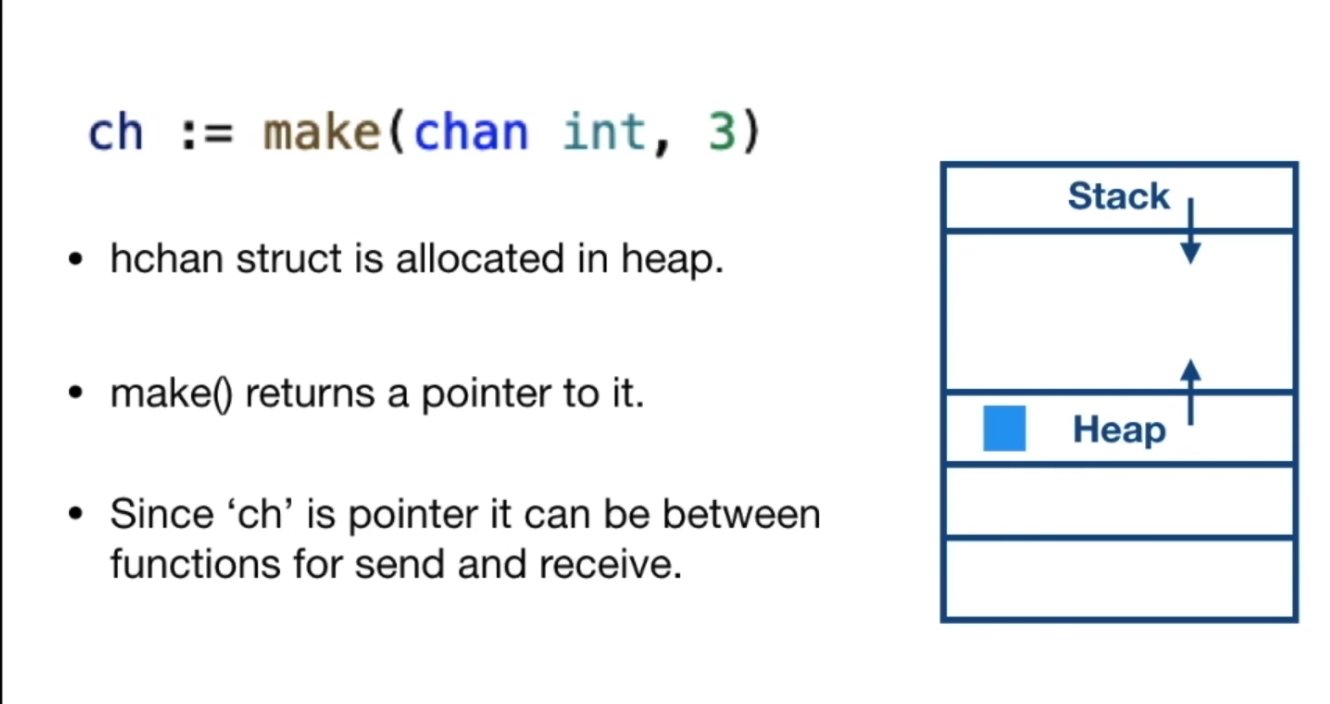 ch := make(chan int, 3)
• hchan struct is allocated in heap.
• make() returns a pointer to it.
• Since ‘ch’ is pointer it can be between
functions for send and receive.
Stack
Heap